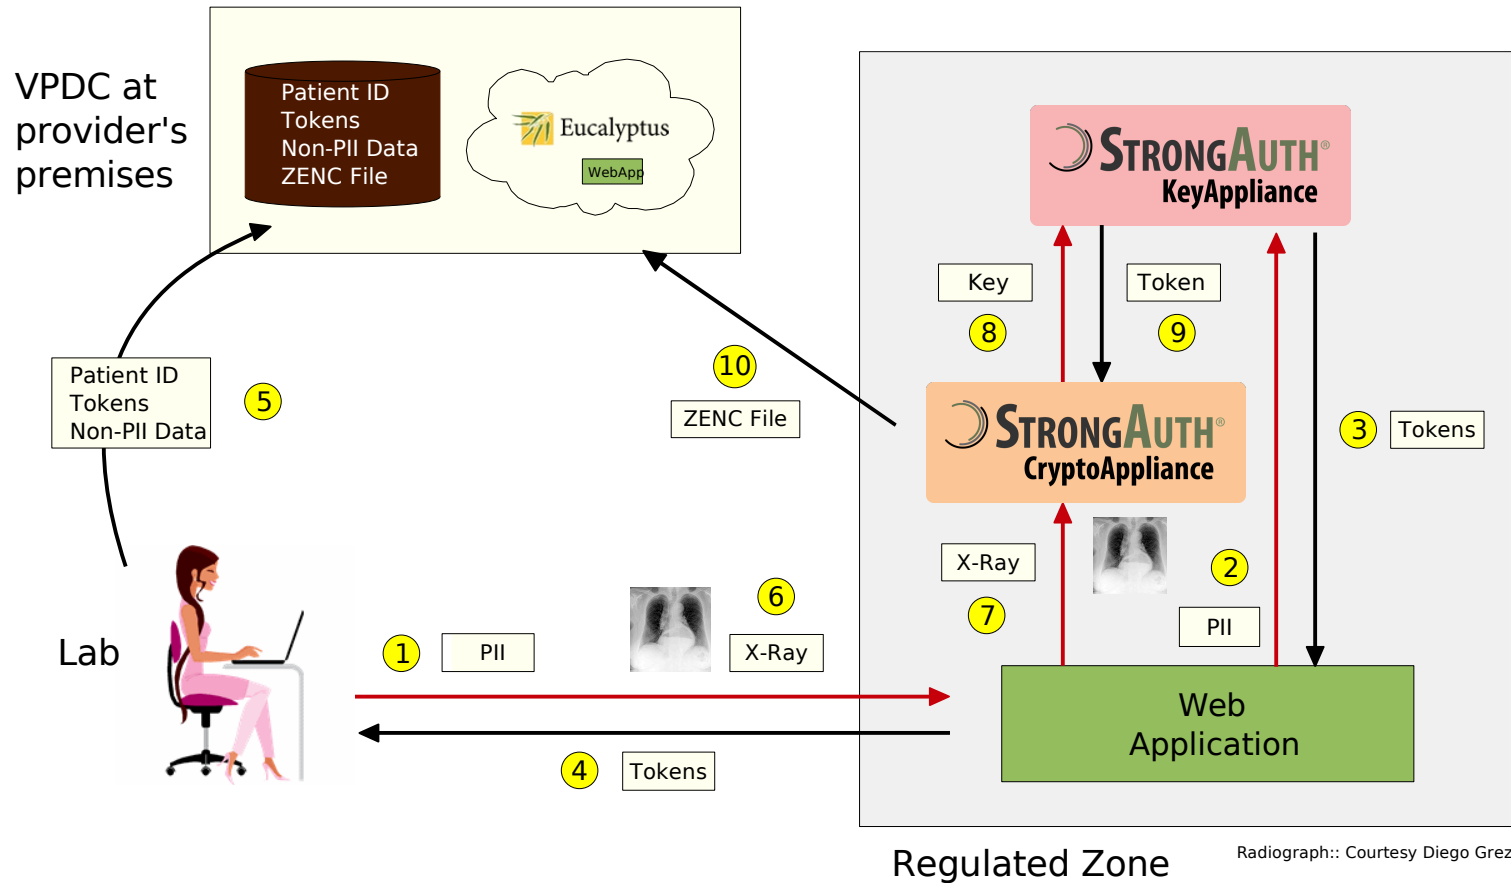 VPDC at
provider's
premises
Patient ID
Tokens
Non-PII Data
ZENC File
Eucalyptus
WebApp
STRONGAUTH®
KeyAppliance
Key
Token
8
9
10
ZENC File
Patient ID
Tokens
Non-PII Data
5
STRONGAUTH®
CryptoAppliance
3
Tokens
X-Ray
7
2
PII
Lab
1
PII
6
X-Ray
4
Tokens
Web
Application
Regulated Zone
Radiograph:: Courtesy Diego Grez